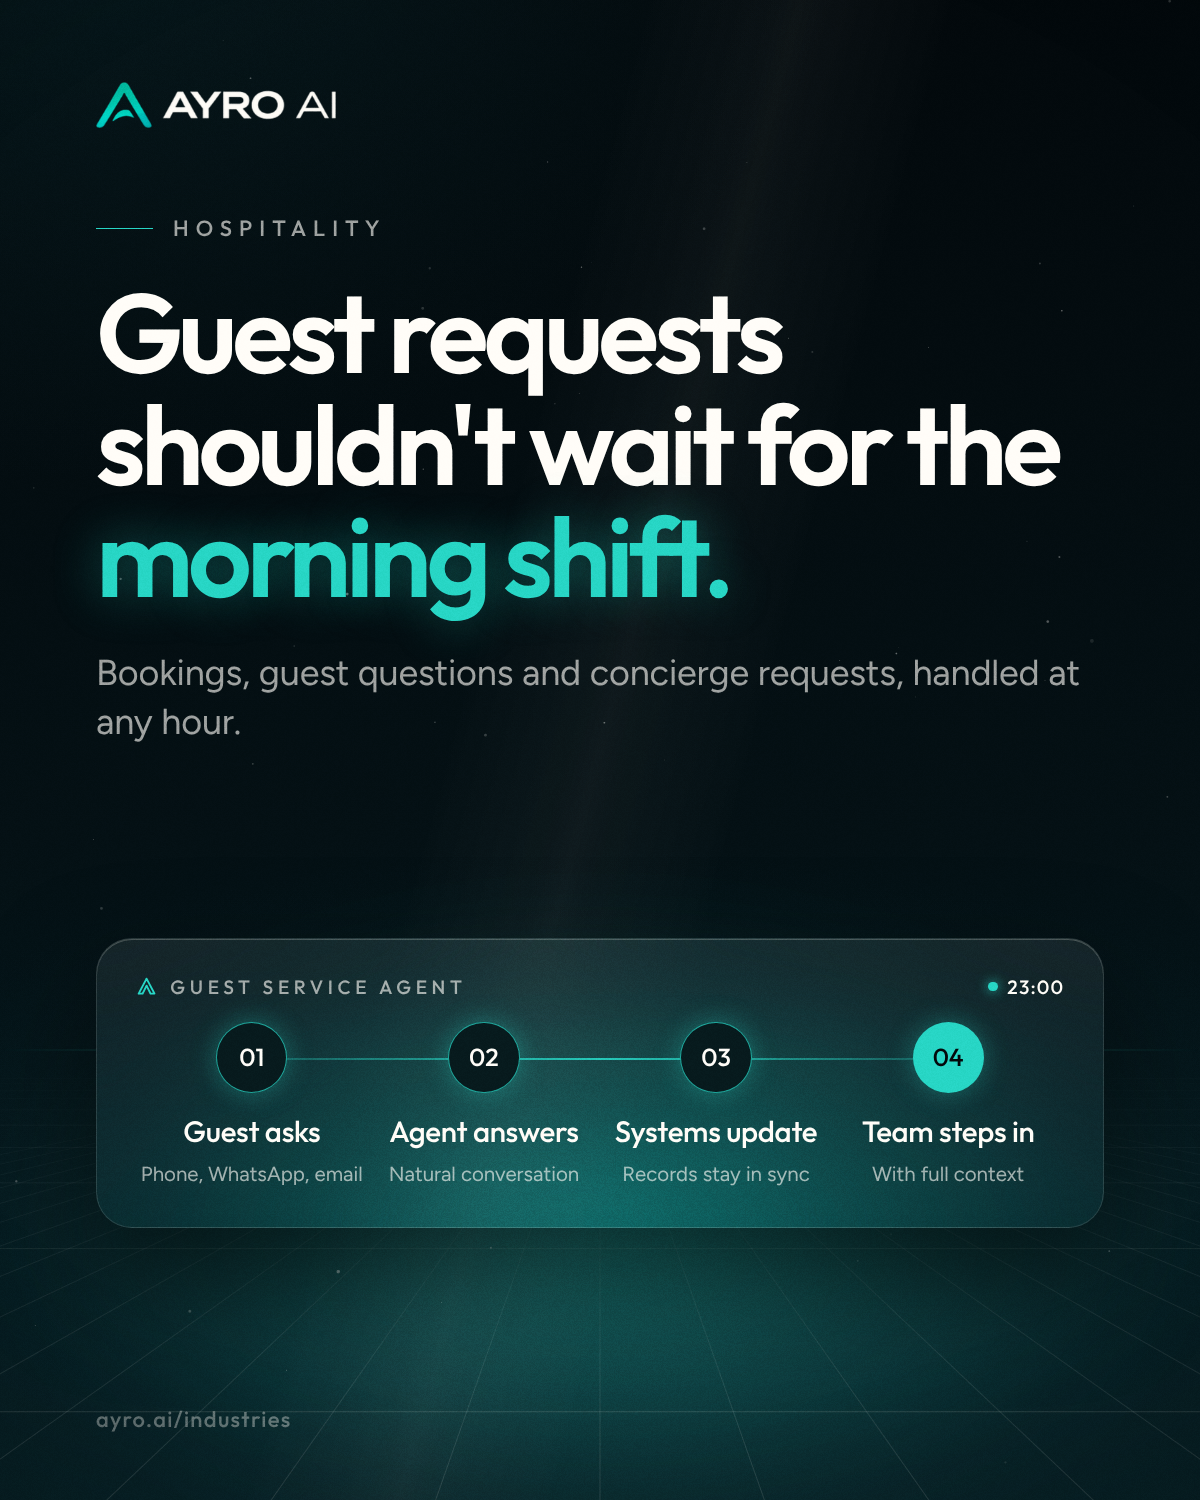 AYRO AI
HOSPITALITY
Guest requests
shouldn't wait for the
morning shift.
Bookings, guest questions and concierge requests, handled at
any hour.
GUEST SERVICE AGENT
23:00
01
02
03
04
Guest asks
Agent answers
Systems update
Team steps in
Phone, WhatsApp, email
Natural conversation
Records stay in sync
With full context
ayro.ai/industries